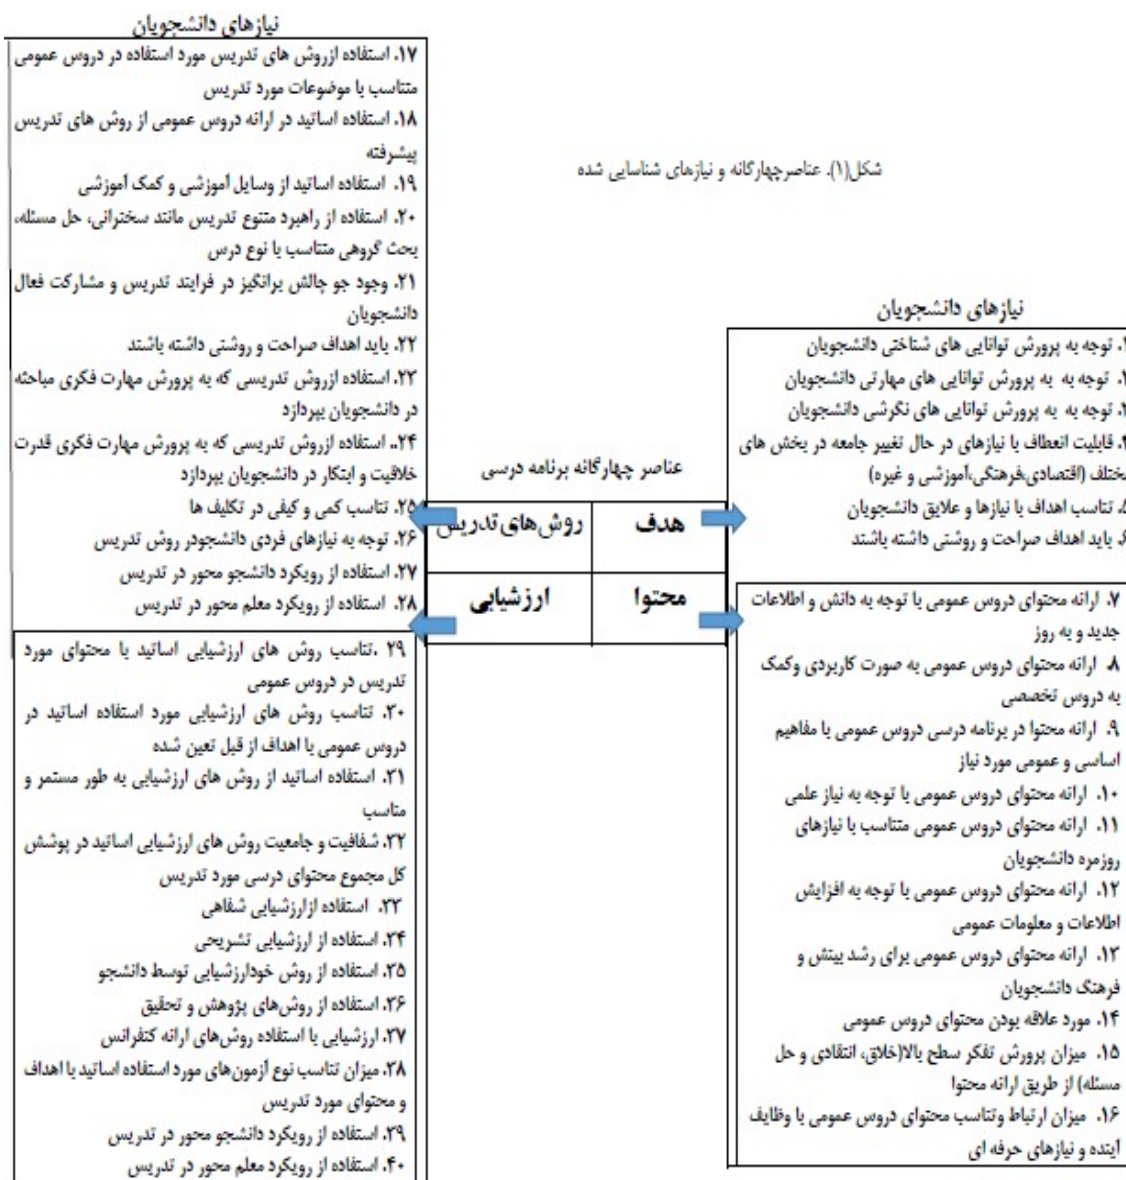 شکل(۱). عناصرچهارگانه و نیازهای شناسایی شده
نیازهای دانشجویان
۱. توجه به پرورش توانایی های شناختی دانشجویان
۲. توجه به به پرورش توانایی های مهارتی دانشجویان
۳. توجه به به پرورش توانایی های نگرشی دانشجویان
۴. قابلیت انعطاف با نیازهای در حال تغییر جامعه در بخش های
مختلف (اقتصادی،فرهنگی،آموزشی و غیره)
۵. تناسب اهداف با نیازها و علایق دانشجویان
۶. باید اهداف صراحت و روشنی داشته باشند
۷. ارائه محتوای دروس عمومی با توجه به دانش و اطلاعات
جدید و به روز
۸. ارائه محتوای دروس عمومی به صورت کاربردی وکمک
به دروس تخصصی
۹. ارائه محتوا در برنامه درسی دروس عمومی با مفاهیم
اساسی و عمومی مورد نیاز
۱۰. ارائه محتوای دروس عمومی با توجه به نیاز علمی
۱۱. ارائه محتوای دروس عمومی متناسب با نیازهای
روزمره دانشجویان
۱۲. ارائه محتوای دروس عمومی با توجه به افزایش
اطلاعات و معلومات عمومی
۱۳. ارائه محتوای دروس عمومی برای رشد بینش و
فرهنگ دانشجویان
۱۴. مورد علاقه بودن محتوای دروس عمومی
۱۵. میزان پرورش تفکر سطح بالا(خلاق، انتقادی و حل
مسئله) از طریق ارائه محتوا
۱۶. میزان ارتباط وتناسب محتوای دروس عمومی با وظایف
آینده و نیازهای حرفه ای
عناصر چهارگانه برنامه درسی
هدف
روش‌های‌تدریس
محتوا
ارزشیابی
نیازهای دانشجویان
۱۷. استفاده ازروش های تدریس مورد استفاده در دروس عمومی
متناسب با موضوعات مورد تدریس
۱۸. استفاده اساتید در ارائه دروس عمومی از روش های تدریس
پیشرفته
۱۹. استفاده اساتید از وسایل آموزشی و کمک آموزشی
۲۰. استفاده از راهبرد متنوع تدریس مانند سخنرانی، حل مسئله،
بحث گروهی متناسب با نوع درس
۲۱. وجود جو چالش برانگیز در فرایند تدریس و مشارکت فعال
دانشجویان
۲۲. باید اهداف صراحت و روشنی داشته باشند
۲۳. استفاده ازروش تدریسی که به پرورش مهارت فکری مباحثه
در دانشجویان بپردازد
۲۴.. استفاده ازروش تدریسی که به پرورش مهارت فکری قدرت
خلاقیت و ابتکار در دانشجویان بپردازد
۲۵. تناسب کمی و کیفی در تکلیف ها
۲۶. توجه به نیازهای فردی دانشجودر روش تدریس
۲۷. استفاده از رویکرد دانشجو محور در تدریس
۲۸. استفاده از رویکرد معلم محور در تدریس
۲۹ .تناسب روش های ارزشیابی اساتید با محتوای مورد
تدریس در دروس عمومی
۳۰. تناسب روش های ارزشیابی مورد استفاده اساتید در
دروس عمومی با اهداف از قبل تعین شده
۳۱. استفاده اساتید از روش های ارزشیابی به طور مستمر و
مناسب
۳۲. شفافیت و جامعیت روش های ارزشیابی اساتید در پوشش
کل مجموع محتوای درسی مورد تدریس
۳۳. استفاده ازارزشیابی شفاهی
۳۴. استفاده از ارزشیابی تشریحی
۳۵. استفاده از روش خودارزشیابی توسط دانشجو
۳۶. استفاده از روش‌های پژوهش و تحقیق
۳۷. ارزشیابی با استفاده روش‌های ارائه کنفرانس
۳۸. میزان تناسب نوع آزمون‌های مورد استفاده اساتید با اهداف
و محتوای مورد تدریس
۳۹. استفاده از رویکرد دانشجو محور در تدریس
۴۰. استفاده از رویکرد معلم محور در تدریس